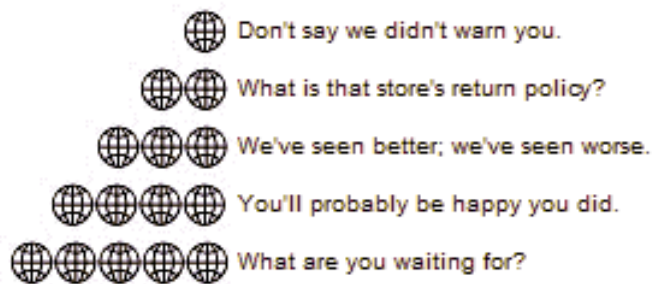 Don't say we didn't warn you.
What is that store's return policy?
We've seen better; we've seen worse.
You'll probably be happy you did.
What are you waiting for?